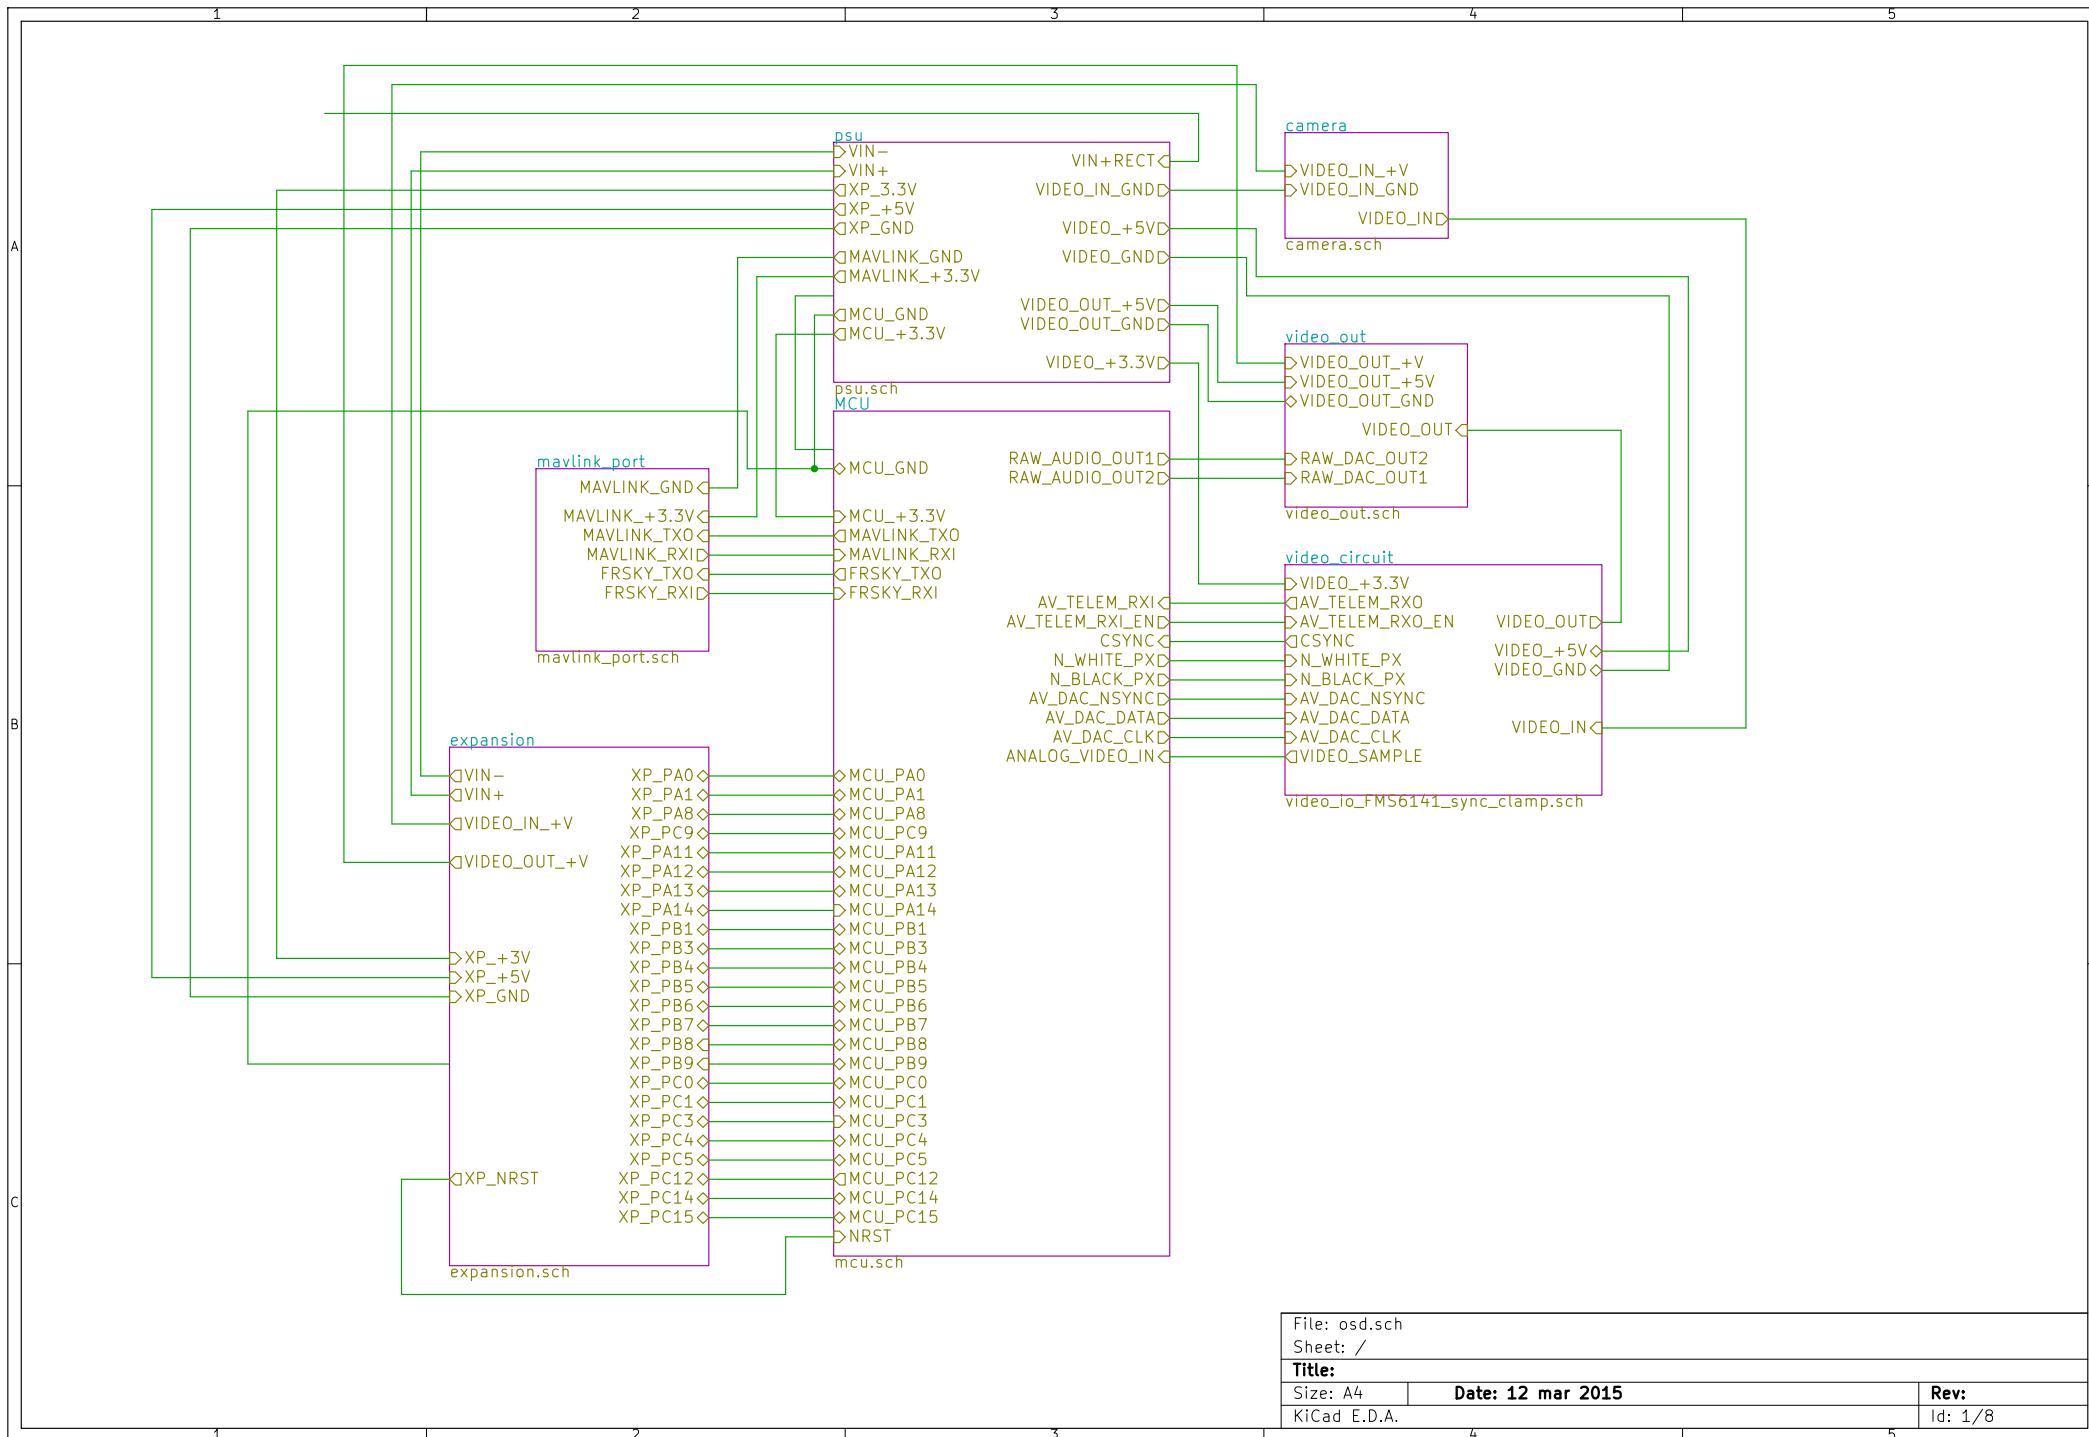 1 2 3 4 5
A
B
C
psu
VIN-
VIN+
XP_3.3V
XP_+5V
XP_GND
MAVLINK_GND
MAVLINK_+3.3V
MCU_GND
MCU_+3.3V
VIN+RECT
VIDEO_IN_GND
VIDEO_+5V
VIDEO_GND
VIDEO_OUT_+5V
VIDEO_OUT_GND
VIDEO_+3.3V
psu.sch
camera
VIDEO_IN_+V
VIDEO_IN_GND
VIDEO_IN
camera.sch
video_out
VIDEO_OUT_+V
VIDEO_OUT_+5V
VIDEO_OUT_GND
VIDEO_OUT
RAW_DAC_OUT2
RAW_DAC_OUT1
video_out.sch
mavlink_port
MAVLINK_GND
MAVLINK_+3.3V
MAVLINK_TXO
MAVLINK_RXI
FRSKY_TXO
FRSKY_RXI
mavlink_port.sch
MCU
MCU_GND
MCU_+3.3V
MAVLINK_TXO
MAVLINK_RXI
FRSKY_TXO
FRSKY_RXI
MCU_PA0
MCU_PA1
MCU_PA8
MCU_PC9
MCU_PA11
MCU_PA12
MCU_PA13
MCU_PA14
MCU_PB1
MCU_PB3
MCU_PB4
MCU_PB5
MCU_PB6
MCU_PB7
MCU_PB8
MCU_PB9
MCU_PC0
MCU_PC1
MCU_PC3
MCU_PC4
MCU_PC5
MCU_PC12
MCU_PC14
MCU_PC15
NRST
RAW_AUDIO_OUT1
RAW_AUDIO_OUT2
AV_TELEM_RXI
AV_TELEM_RXI_EN
CSYNC
N_WHITE_PX
N_BLACK_PX
AV_DAC_NSYNC
AV_DAC_DATA
AV_DAC_CLK
ANALOG_VIDEO_IN
mcu.sch
video_circuit
VIDEO_+3.3V
AV_TELEM_RXO
AV_TELEM_RXO_EN
CSYNC
N_WHITE_PX
N_BLACK_PX
AV_DAC_NSYNC
AV_DAC_DATA
AV_DAC_CLK
VIDEO_SAMPLE
VIDEO_OUT
VIDEO_+5V
VIDEO_GND
VIDEO_IN
video_io_FMS6141_sync_clamp.sch
expansion
VIN-
VIN+
VIDEO_IN_+V
VIDEO_OUT_+V
XP_+3V
XP_+5V
XP_GND
XP_NRST
XP_PA0
XP_PA1
XP_PA8
XP_PC9
XP_PA11
XP_PA12
XP_PA13
XP_PA14
XP_PB1
XP_PB3
XP_PB4
XP_PB5
XP_PB6
XP_PB7
XP_PB8
XP_PB9
XP_PC0
XP_PC1
XP_PC3
XP_PC4
XP_PC5
XP_PC12
XP_PC14
XP_PC15
expansion.sch
File: osd.sch
Sheet: /
Title:
Size: A4 Date: 12 mar 2015 Rev:
KiCad E.D.A. Id: 1/8
1 2 3 4 5